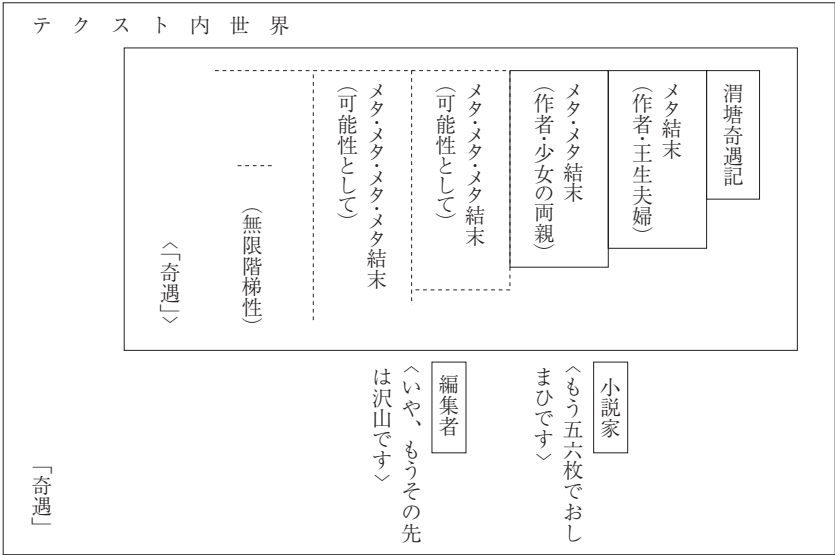 テクスト内世界
渭塘奇遇記
メタ結末
(作者・王生夫婦)
メタ・メタ結末
(作者・少女の両親)
メタ・メタ・メタ結末
(可能性として)
メタ・メタ・メタ・メタ結末
(可能性として)
(無限階梯性)
〈「奇遇」〉
小説家
〈もう五六枚でおし
まひです〉
編集者
〈いや、もうその先
は沢山です〉
「奇遇」